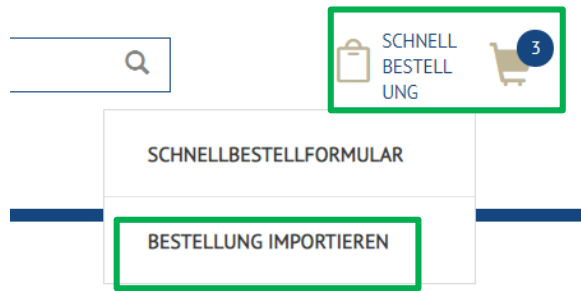 SCHNELL
BESTELL
UNG
3
SCHNELLBESTELLFORMULAR
BESTELLUNG IMPORTIEREN